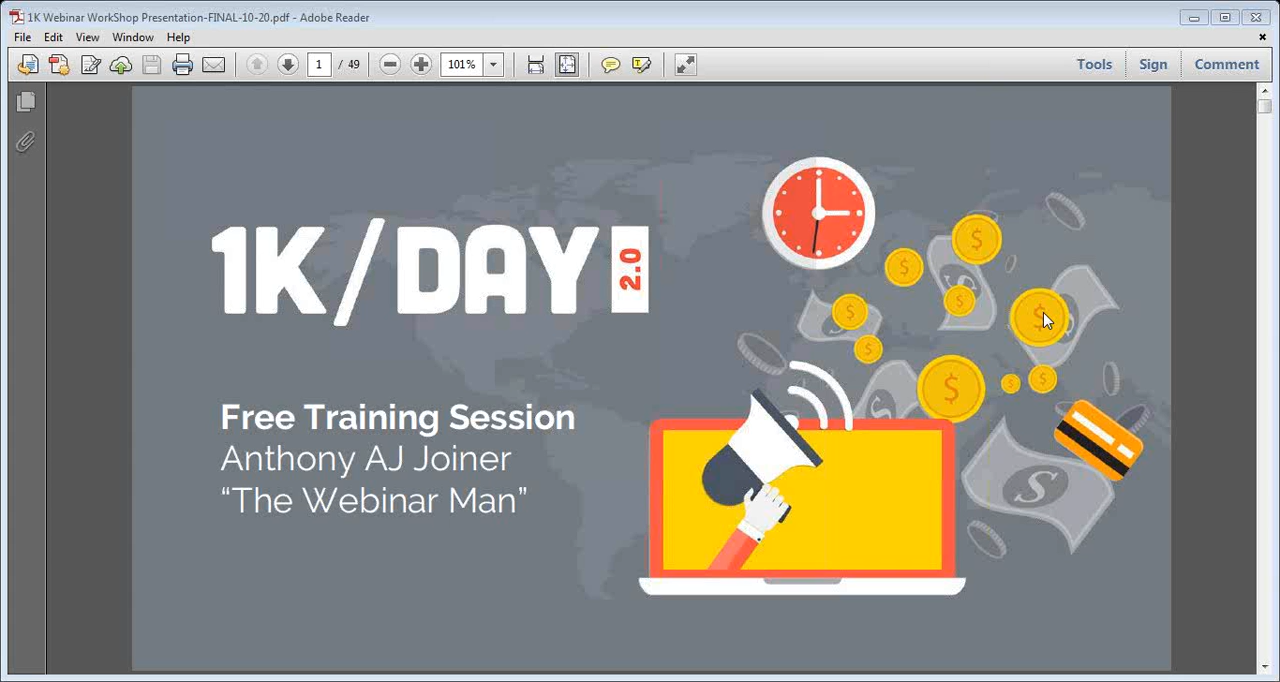 1K Webinar WorkShop Presentation-FINAL-10-20.pdf - Adobe Reader
File Edit View Window Help
1 / 49 101% Tools Sign Comment
1K/DAY 2.0
Free Training Session
Anthony AJ Joiner
“The Webinar Man”